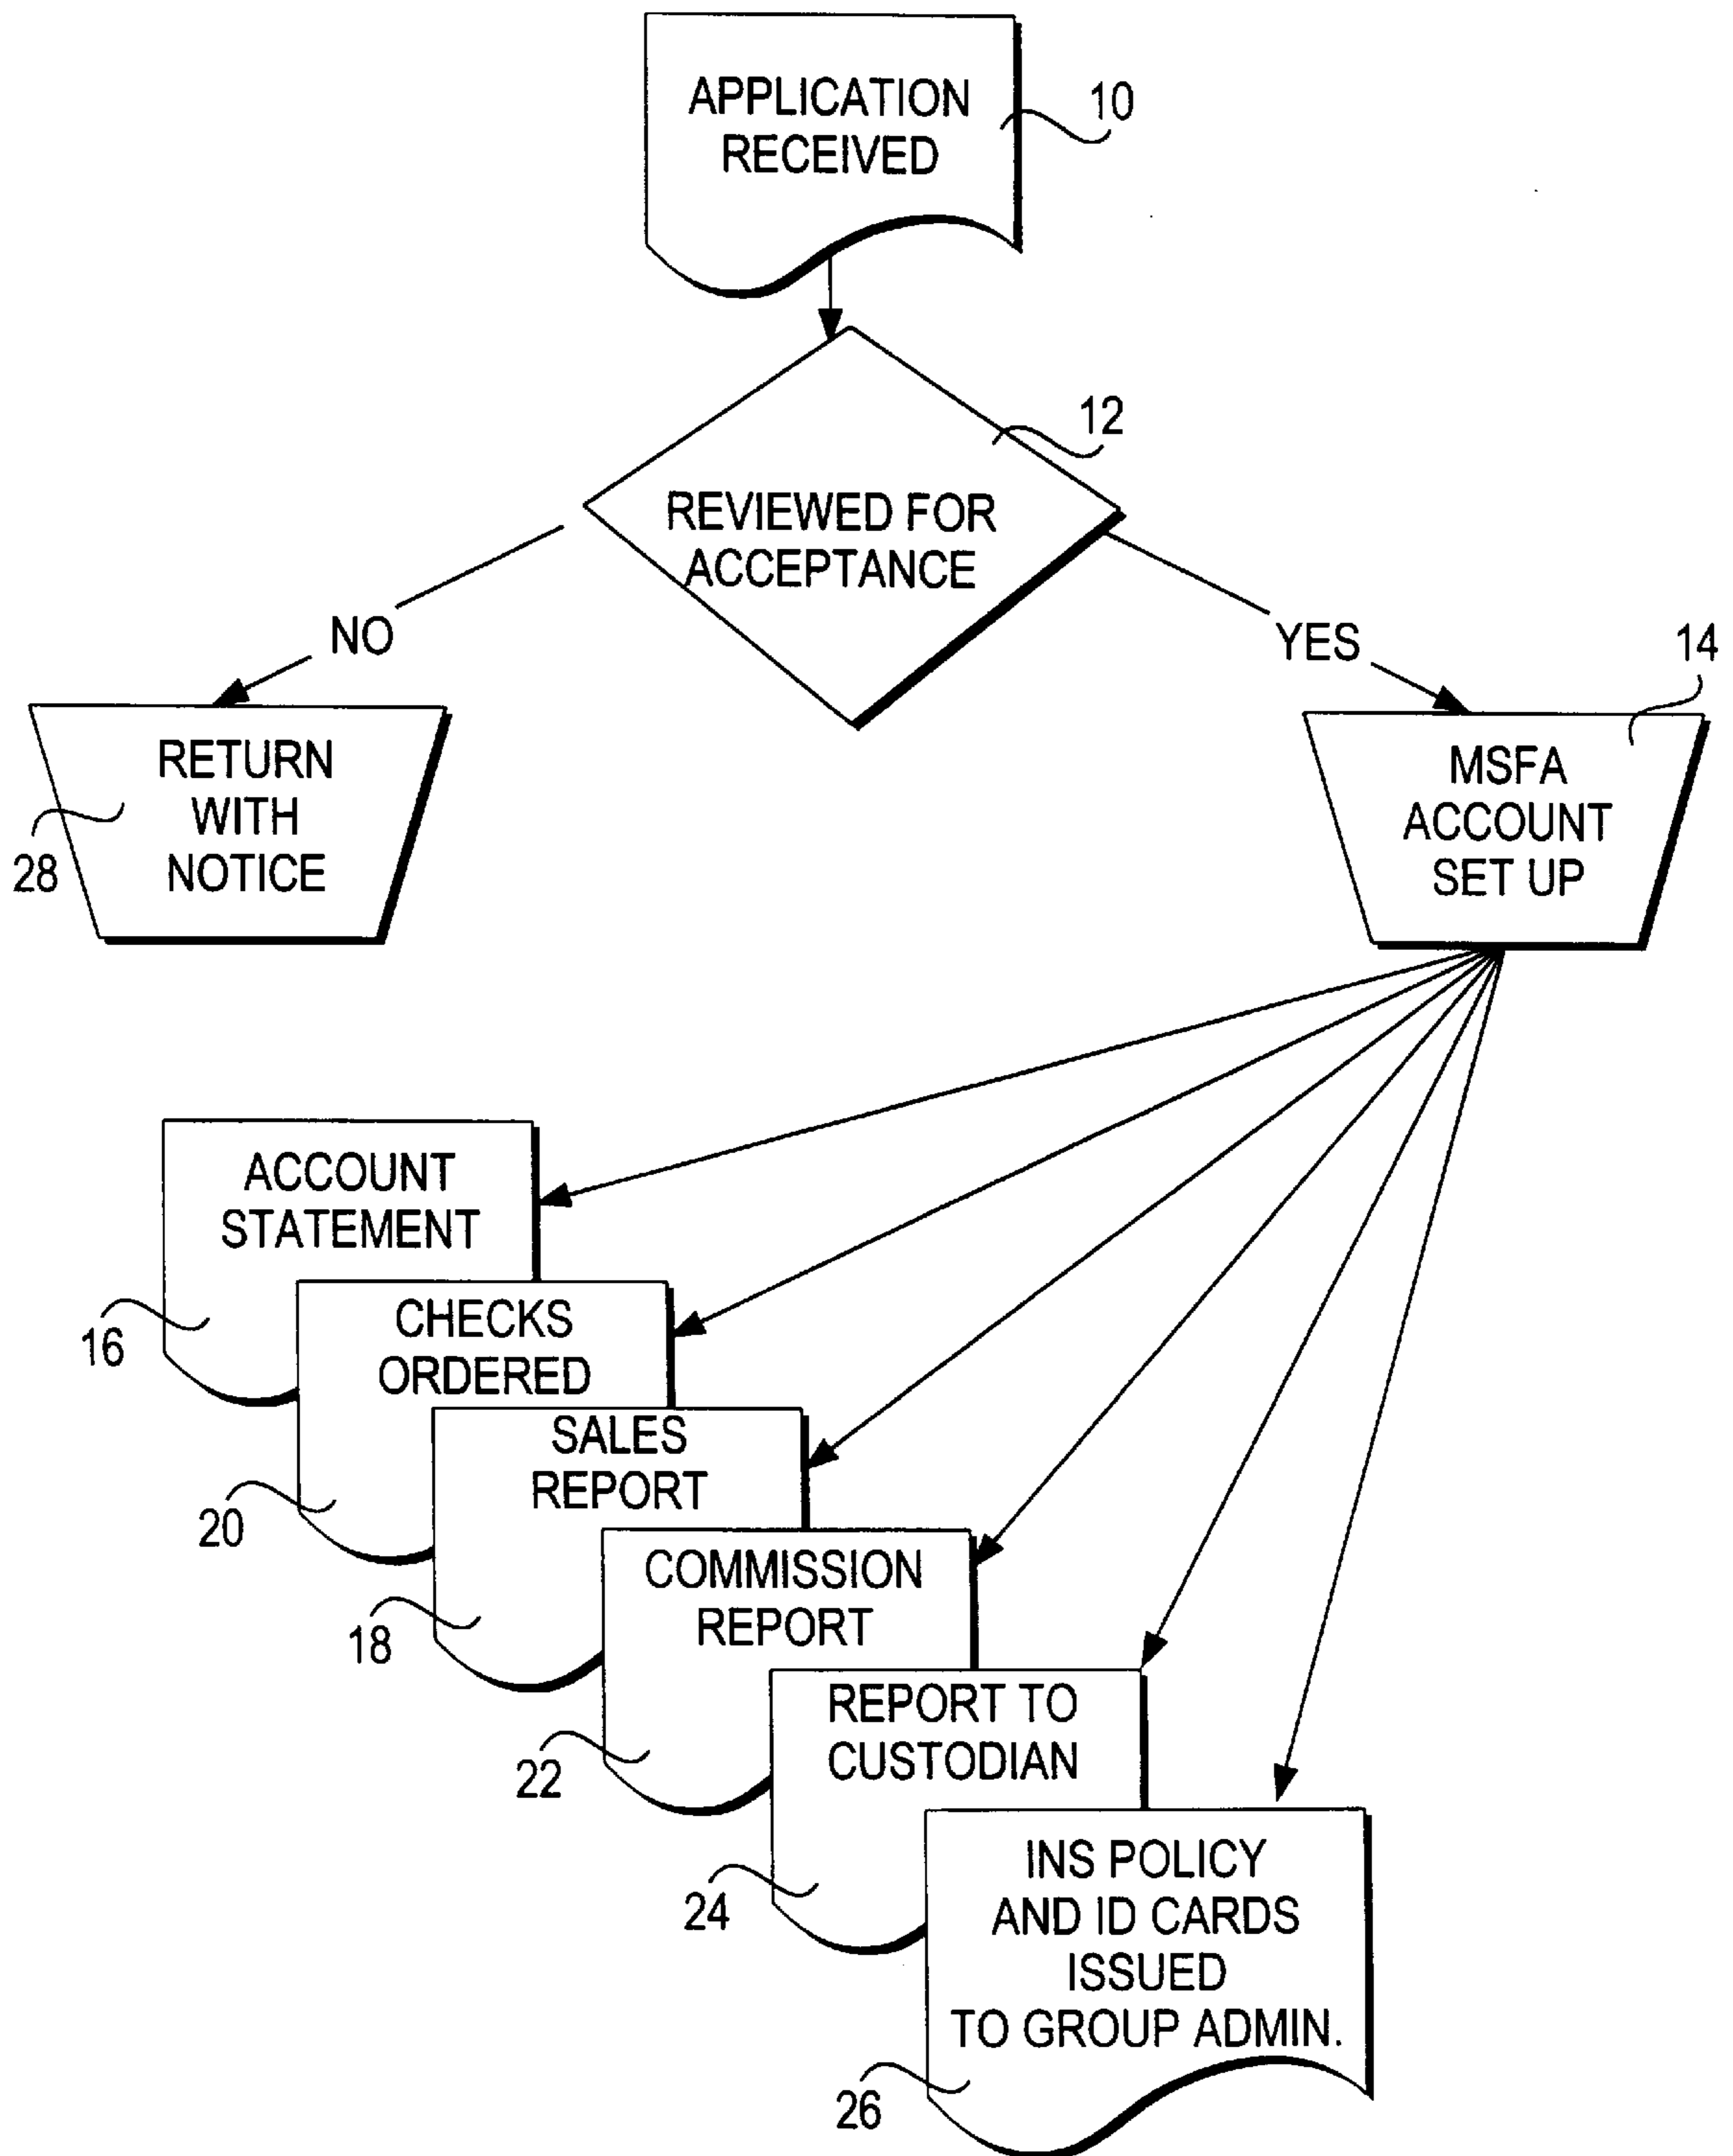 APPLICATION
RECEIVED
10
12
REVIEWED FOR
ACCEPTANCE
NO
YES
14
RETURN
WITH
NOTICE
28
MSFA
ACCOUNT
SET UP
ACCOUNT
STATEMENT
16
CHECKS
ORDERED
20
SALES
REPORT
18
COMMISSION
REPORT
22
REPORT TO
CUSTODIAN
24
INS POLICY
AND ID CARDS
ISSUED
TO GROUP ADMIN.
26